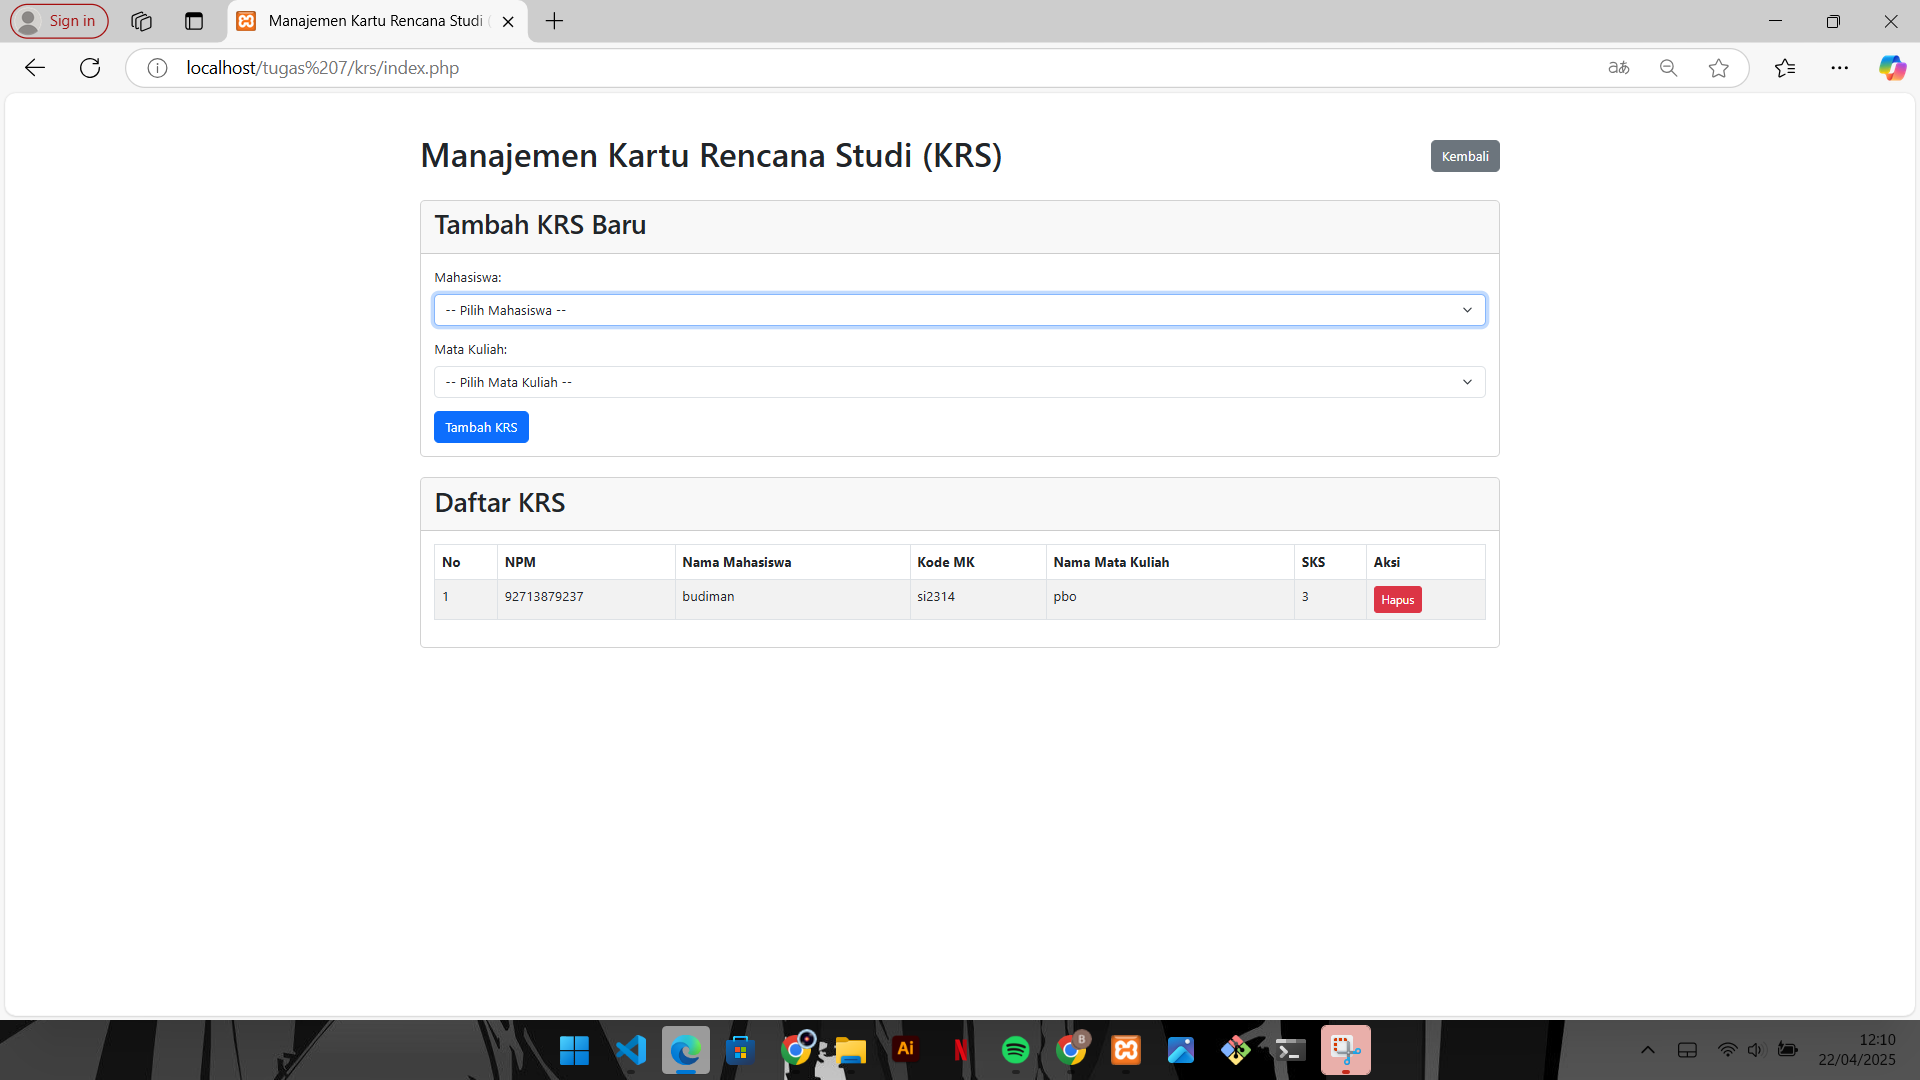 Sign in
Manajemen Kartu Rencana Studi (
localhost/tugas%207/krs/index.php
Manajemen Kartu Rencana Studi (KRS)
Kembali
Tambah KRS Baru
Mahasiswa:
-- Pilih Mahasiswa --
Mata Kuliah:
-- Pilih Mata Kuliah --
Tambah KRS
Daftar KRS
No NPM Nama Mahasiswa Kode MK Nama Mata Kuliah SKS Aksi
1 92713879237 budiman si2314 pbo 3 Hapus
Ai
B
12:10
22/04/2025